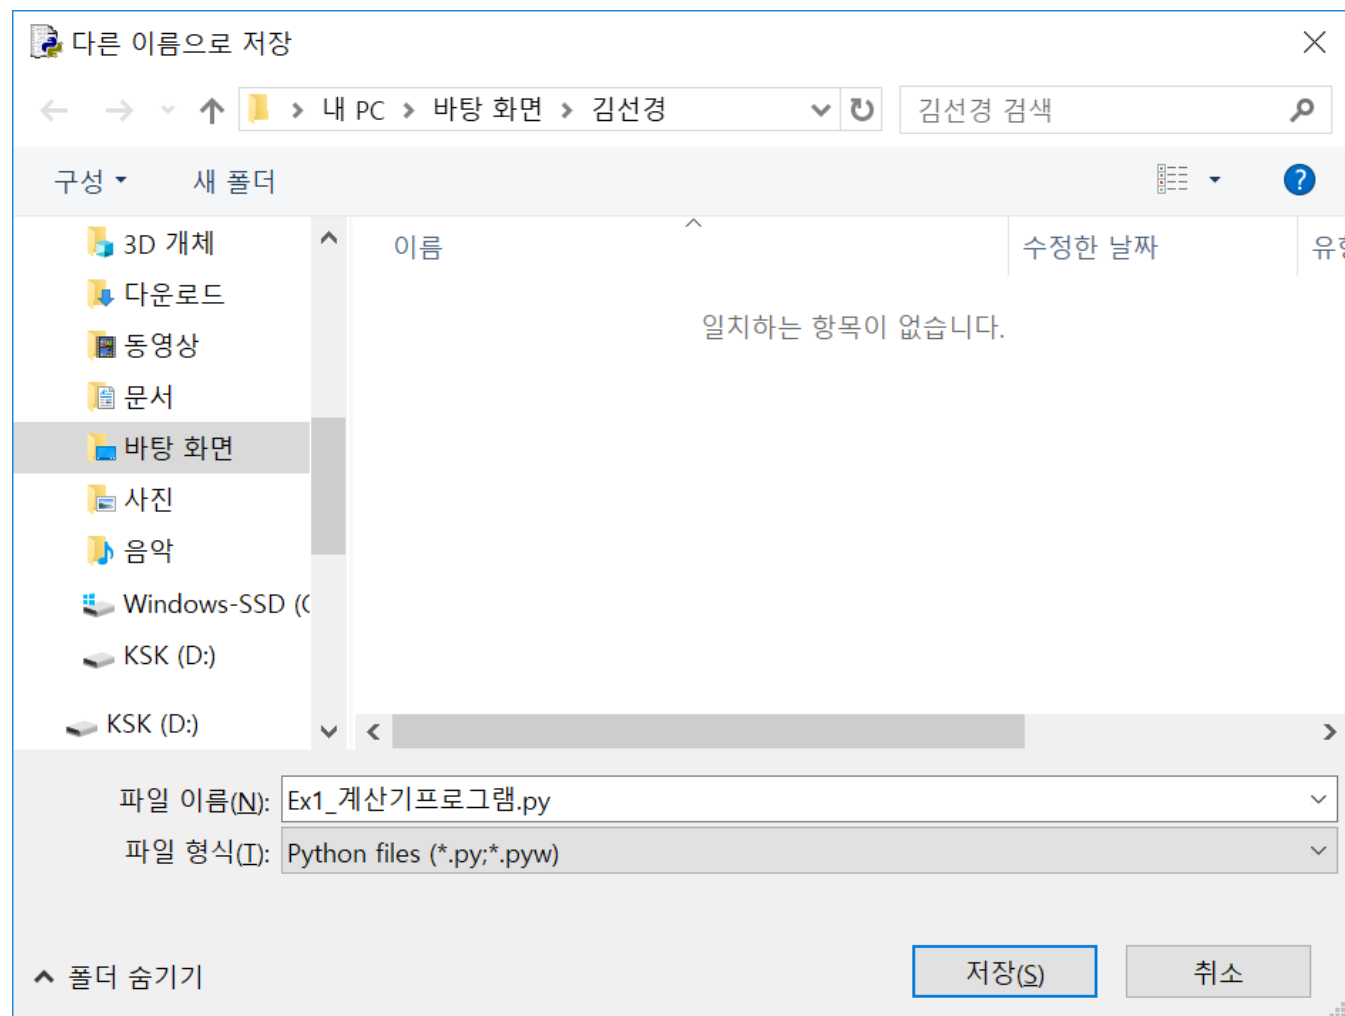 다른 이름으로 저장
내 PC 바탕 화면 김선경
김선경 검색
구성
새 폴더
3D 개체
다운로드
동영상
문서
바탕 화면
사진
음악
Windows-SSD (C
KSK (D:)
KSK (D:)
이름
수정한 날짜
유형
일치하는 항목이 없습니다.
파일 이름(N): Ex1_계산기프로그램.py
파일 형식(T): Python files (*.py;*.pyw)
폴더 숨기기
저장(S)
취소